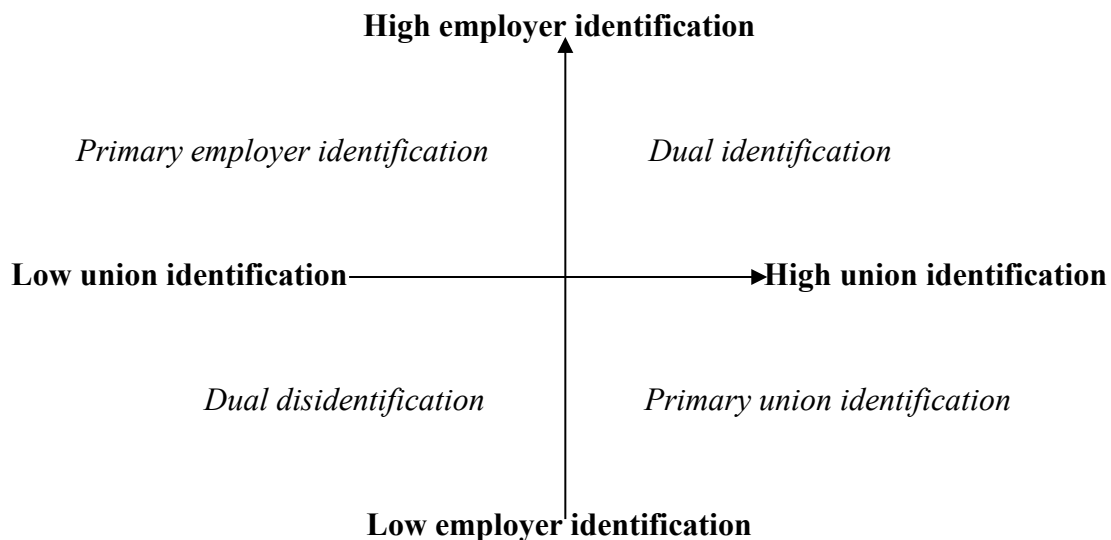 High employer identification
Primary employer identification
Dual identification
Low union identification
High union identification
Dual disidentification
Primary union identification
Low employer identification